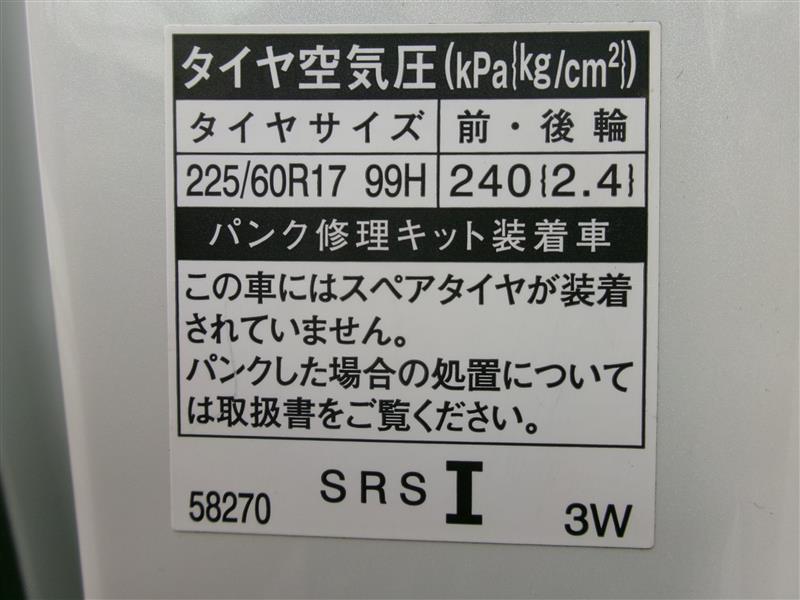 タイヤ空気圧(kPa{kg/cm²})
タイヤサイズ 前・後輪
225/60R17 99H 240{2.4}
パンク修理キット装着車
この車にはスペアタイヤが装着
されていません。
パンクした場合の処置について
は取扱書をご覧ください。
58270 SRS I 3W